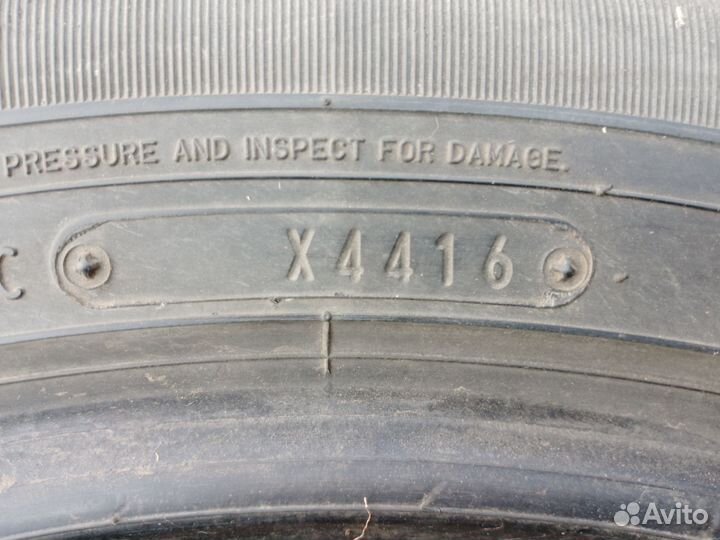 PRESSURE AND INSPECT FOR DAMAGE.
C X4416
Avito